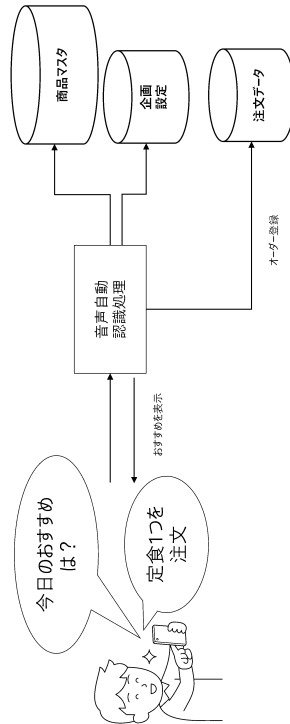 今日のおすすめ
は？
定食1つを
注文
おすすめを表示
音声自動
認識処理
オーダー登録
商品マスタ
企画
設定
注文データ